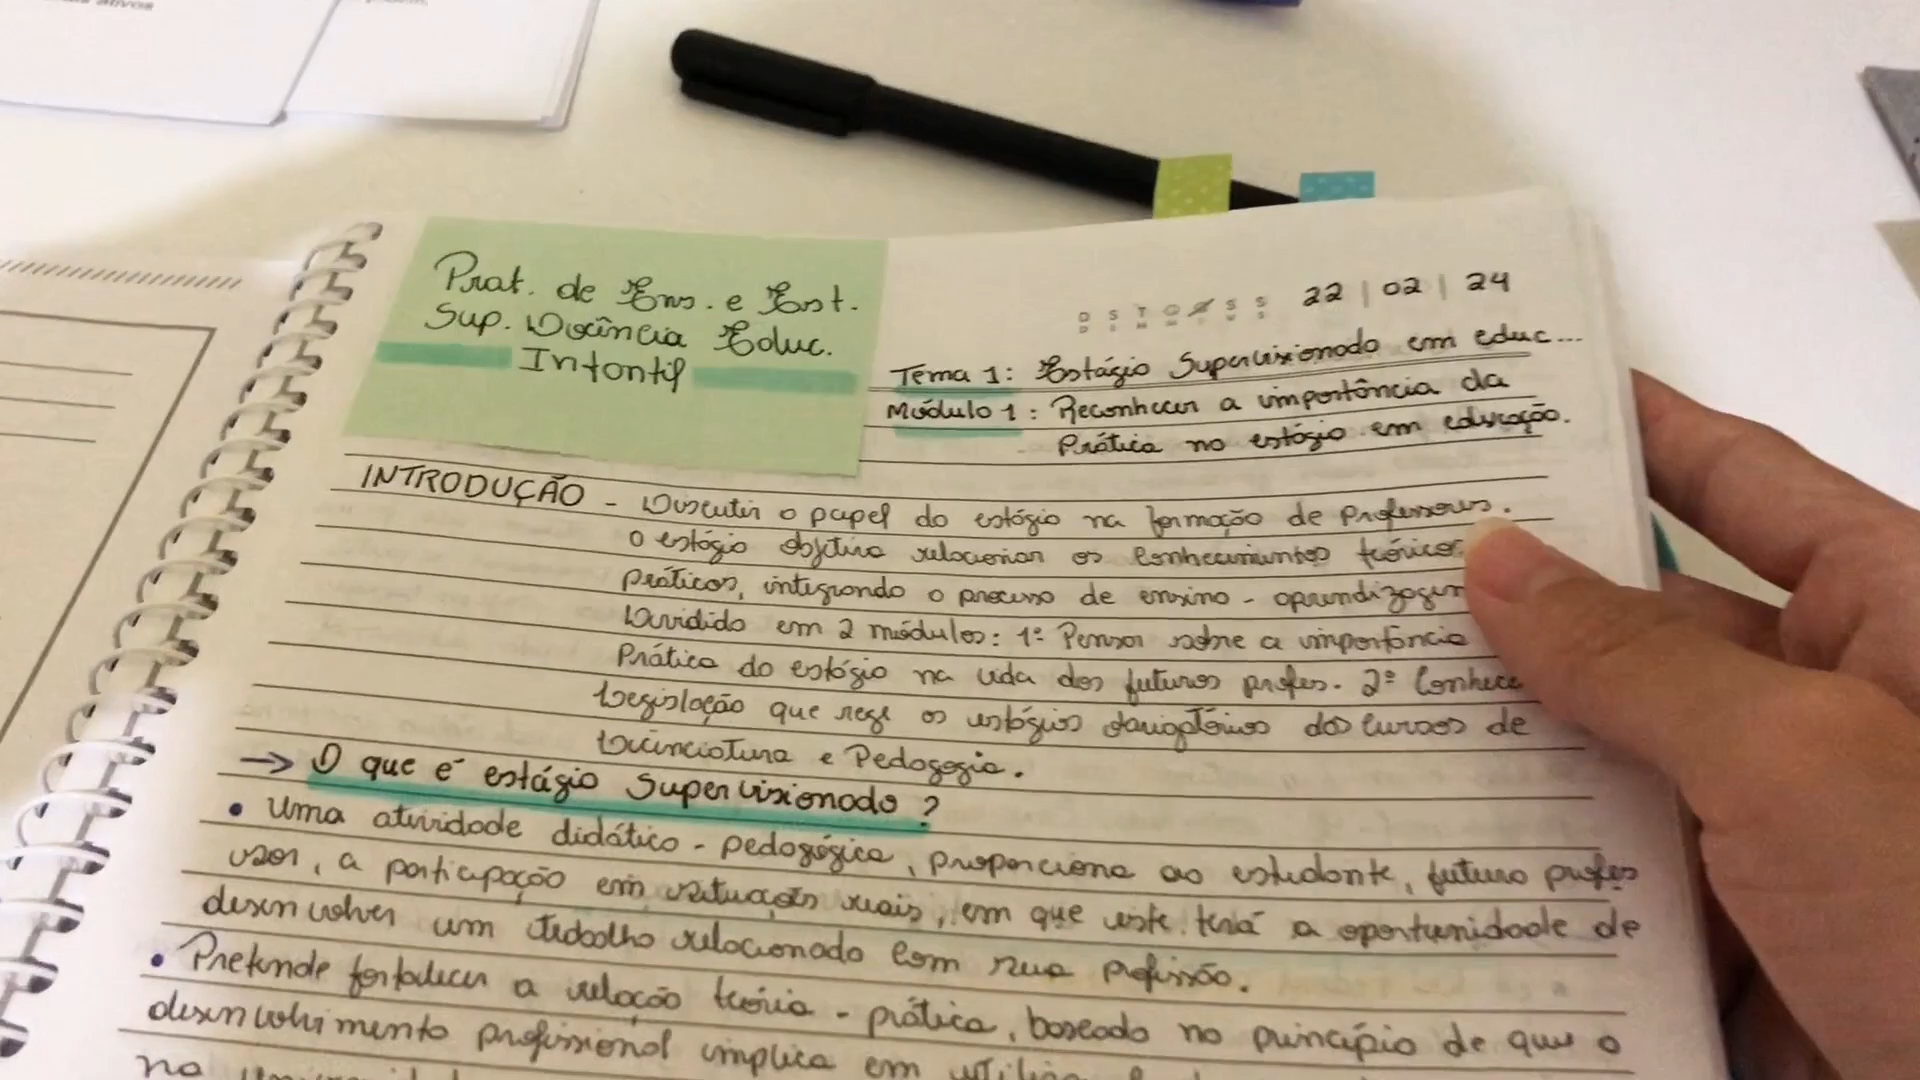 Prat. de Ens. e Est.
Sup. Docência Educ.
Infantil
D S T Q Q S S
22 | 02 | 24
Tema 1: Estágio Supervisionado em educ...
Módulo 1: Reconhecer a importância da
Prática no estágio em educação.
INTRODUÇÃO - Discutir o papel do estágio na formação de Professores.
O estágio objetiva relacionar os conhecimentos teóricos
práticos, integrando o processo de ensino - aprendizagem
Dividido em 2 módulos: 1º Pensar sobre a importância
Prática do estágio na vida dos futuros profes. 2º Conhece
Legislação que rege os estágios obrigatórios dos cursos de
Licenciatura e Pedagogia.
→ O que é estágio Supervisionado?
• Uma atividade didático - pedagógica, proporciona ao estudante, futuro profes
sor, a participação em situações reais, em que este terá a oportunidade de
desenvolver um trabalho relacionado com sua profissão.
• Pretende fortalecer a relação teória - prática, baseado no princípio de que o
desenvolvimento profissional implica em
na